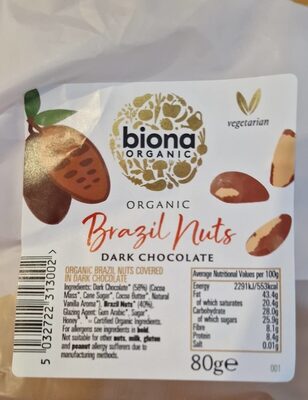 biona
ORGANIC
vegetarian
ORGANIC
Brazil Nuts
DARK CHOCOLATE
ORGANIC BRAZIL NUTS COVERED
IN DARK CHOCOLATE
Ingredients: Dark Chocolate* (58%) (Cocoa
Mass*, Cane Sugar*, Cocoa Butter*, Natural
Vanilla Aroma*), Brazil Nuts* (40%),
Glazing Agent: Gum Arabic*, Sugar*,
Honey*. *= Certified Organic Ingredients.
For allergens see ingredients in bold.
Not suitable for other nuts, milk, gluten
and peanut allergy sufferers due to
manufacturing methods.
Average Nutritional Values per 100g
Energy 2291kJ/553kcal
Fat 43.4g
of which saturates 20.4g
Carbohydrate 28.0g
of which sugars 25.9g
Fibre 8.1g
Protein 8.4g
Salt 0.01g
80g℮
001
5 032722 313002 >